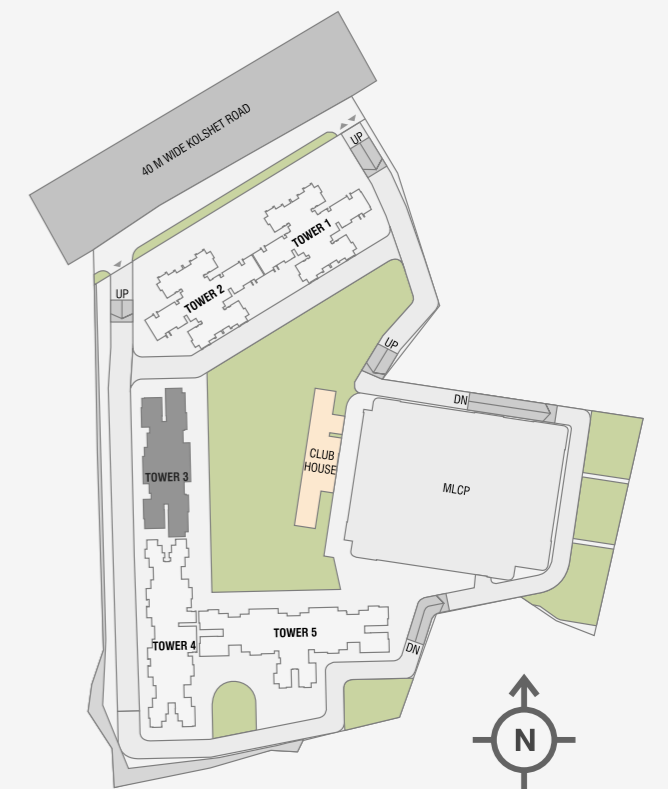 40 M WIDE KOLSHET ROAD
UP
TOWER 1
TOWER 2
UP
UP
DN
CLUB
HOUSE
MLCP
TOWER 3
TOWER 4
TOWER 5
DN
N